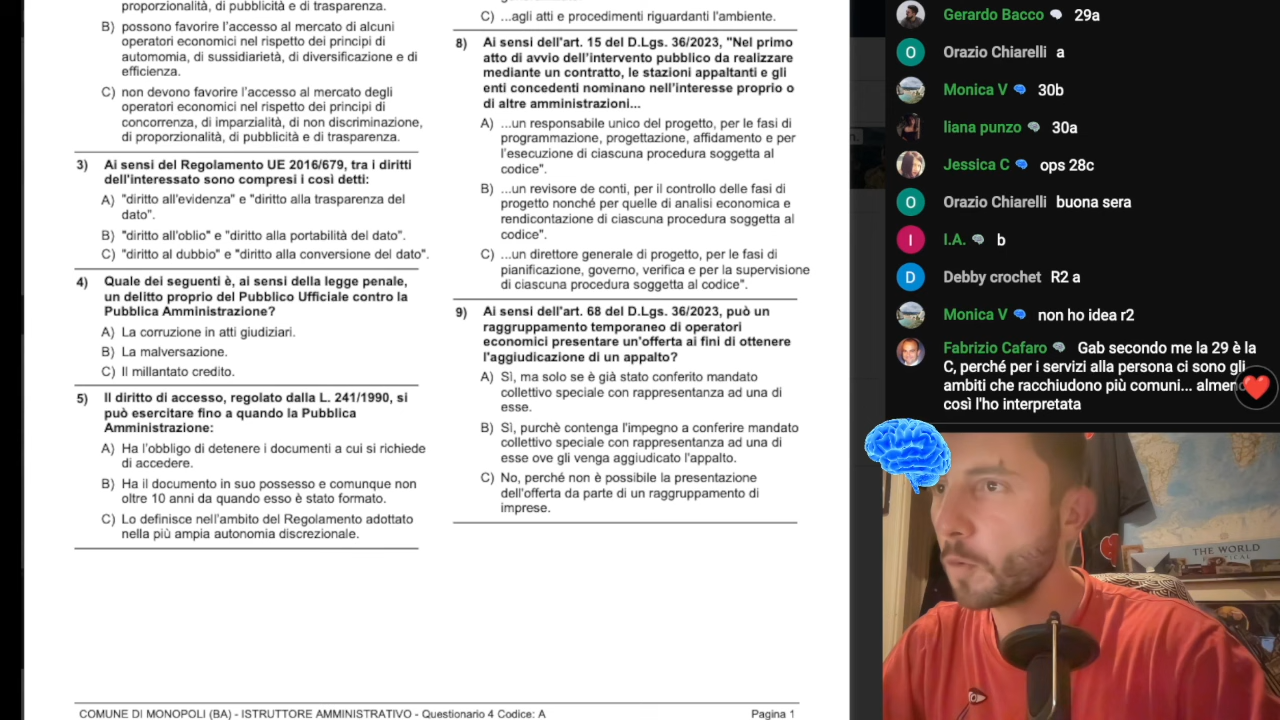 proporzionalità, di pubblicità e di trasparenza.
B) possono favorire l'accesso al mercato di alcuni
operatori economici nel rispetto dei principi di
automomia, di sussidiarietà, di diversificazione e di
efficienza.
C) non devono favorire l'accesso al mercato degli
operatori economici nel rispetto dei principi di
concorrenza, di imparzialità, di non discriminazione,
di proporzionalità, di pubblicità e di trasparenza.
3) Ai sensi del Regolamento UE 2016/679, tra i diritti
dell'interessato sono compresi i così detti:
A) "diritto all'evidenza" e "diritto alla trasparenza del
dato".
B) "diritto all'oblio" e "diritto alla portabilità del dato".
C) "diritto al dubbio" e "diritto alla conversione del dato".
4) Quale dei seguenti è, ai sensi della legge penale,
un delitto proprio del Pubblico Ufficiale contro la
Pubblica Amministrazione?
A) La corruzione in atti giudiziari.
B) La malversazione.
C) Il millantato credito.
5) Il diritto di accesso, regolato dalla L. 241/1990, si
può esercitare fino a quando la Pubblica
Amministrazione:
A) Ha l'obbligo di detenere i documenti a cui si richiede
di accedere.
B) Ha il documento in suo possesso e comunque non
oltre 10 anni da quando esso è stato formato.
C) Lo definisce nell'ambito del Regolamento adottato
nella più ampia autonomia discrezionale.
C) ...agli atti e procedimenti riguardanti l'ambiente.
8) Ai sensi dell'art. 15 del D.Lgs. 36/2023, "Nel primo
atto di avvio dell'intervento pubblico da realizzare
mediante un contratto, le stazioni appaltanti e gli
enti concedenti nominano nell'interesse proprio o
di altre amministrazioni...
A) ...un responsabile unico del progetto, per le fasi di
programmazione, progettazione, affidamento e per
l'esecuzione di ciascuna procedura soggetta al
codice".
B) ...un revisore de conti, per il controllo delle fasi di
progetto nonché per quelle di analisi economica e
rendicontazione di ciascuna procedura soggetta al
codice".
C) ...un direttore generale di progetto, per le fasi di
pianificazione, governo, verifica e per la supervisione
di ciascuna procedura soggetta al codice".
9) Ai sensi dell'art. 68 del D.Lgs. 36/2023, può un
raggruppamento temporaneo di operatori
economici presentare un'offerta ai fini di ottenere
l'aggiudicazione di un appalto?
A) Sì, ma solo se è già stato conferito mandato
collettivo speciale con rappresentanza ad una di
esse.
B) Sì, purchè contenga l'impegno a conferire mandato
collettivo speciale con rappresentanza ad una di
esse ove gli venga aggiudicato l'appalto.
C) No, perché non è possibile la presentazione
dell'offerta da parte di un raggruppamento di
imprese.
COMUNE DI MONOPOLI (BA) - ISTRUTTORE AMMINISTRATIVO - Questionario 4 Codice: A
Pagina 1
Gerardo Bacco 29a
O Orazio Chiarelli a
Monica V 30b
liana punzo 30a
Jessica C ops 28c
O Orazio Chiarelli buona sera
I I.A. b
D Debby crochet R2 a
Monica V non ho idea r2
Fabrizio Cafaro Gab secondo me la 29 è la
C, perché per i servizi alla persona ci sono gli
ambiti che racchiudono più comuni... almeno
così l'ho interpretata
THE WORLD